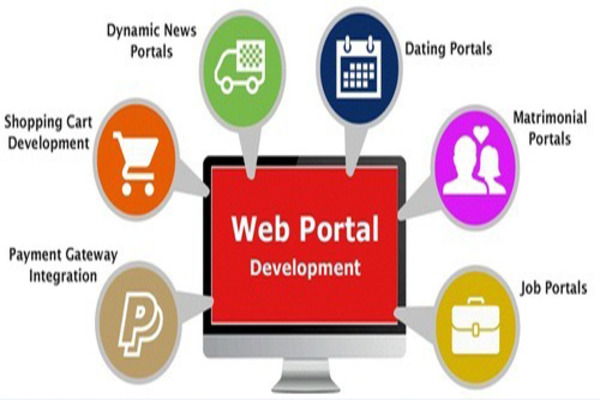 Dynamic News
Portals
Dating Portals
Shopping Cart
Development
Matrimonial
Portals
Web Portal
Development
Payment Gateway
Integration
Job Portals